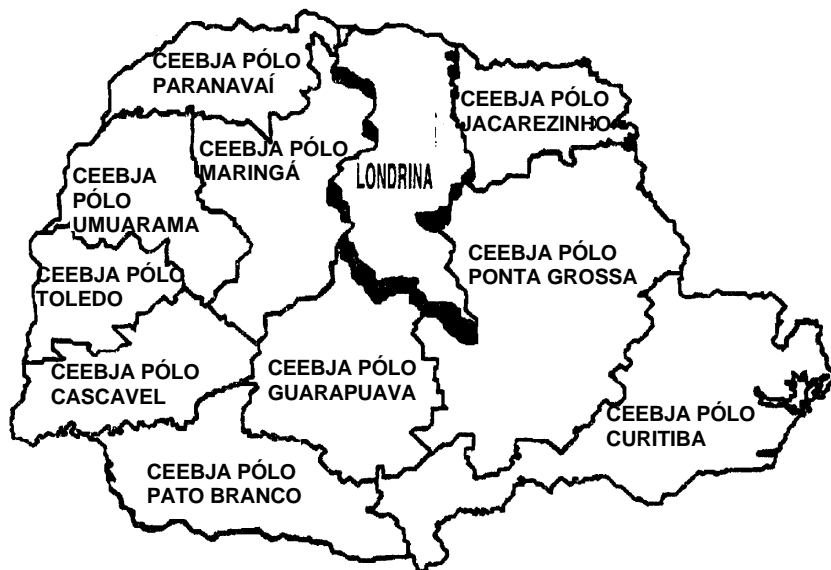 CEEBJA PÓLO
PARANAVAÍ
CEEBJA PÓLO
JACAREZINHO
CEEBJA PÓLO
MARINGÁ
LONDRINA
CEEBJA
PÓLO
UMUARAMA
CEEBJA PÓLO
PONTA GROSSA
CEEBJA PÓLO
TOLEDO
CEEBJA PÓLO
CASCAVEL
CEEBJA PÓLO
GUARAPUAVA
CEEBJA PÓLO
CURITIBA
CEEBJA PÓLO
PATO BRANCO